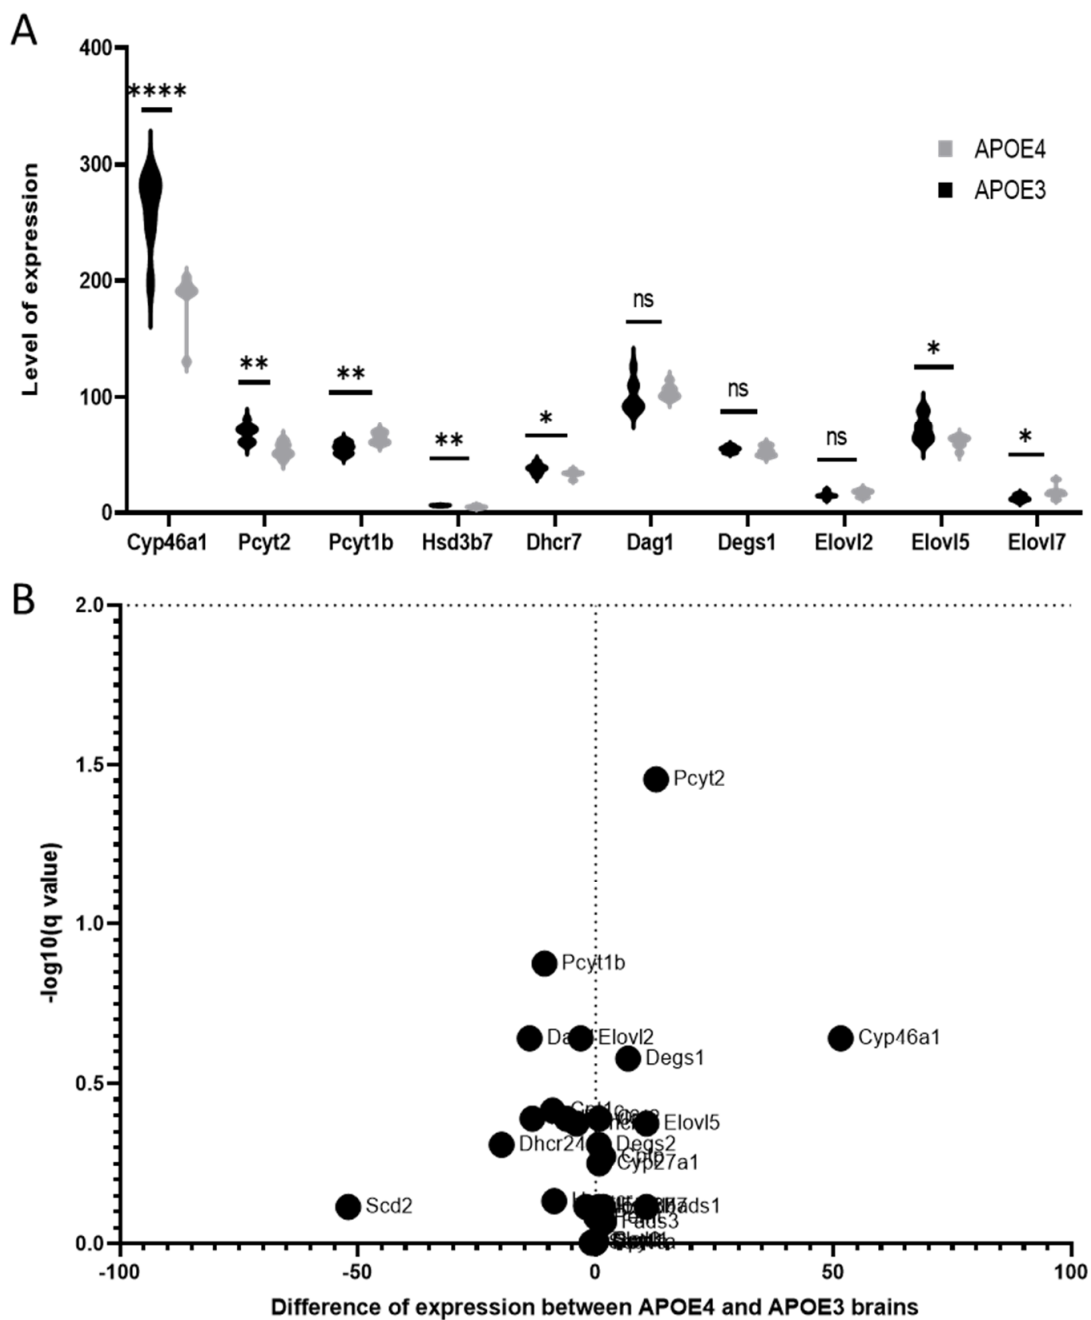 A
400
300
200
100
0
Level of expression
****
**
**
**
*
ns
ns
ns
*
*
APOE4
APOE3
Cyp46a1 Pcyt2 Pcyt1b Hsd3b7 Dhcr7 Dag1 Degs1 Elovl2 Elovl5 Elovl7
B
2.0
1.5
1.0
0.5
0.0
-log10(q value)
Pcyt2
Pcyt1b
Elovl2
Cyp46a1
Degs1
Elovl5
Dhcr24
Degs2
Cyp27a1
Scd2
-100 -50 0 50 100
Difference of expression between APOE4 and APOE3 brains